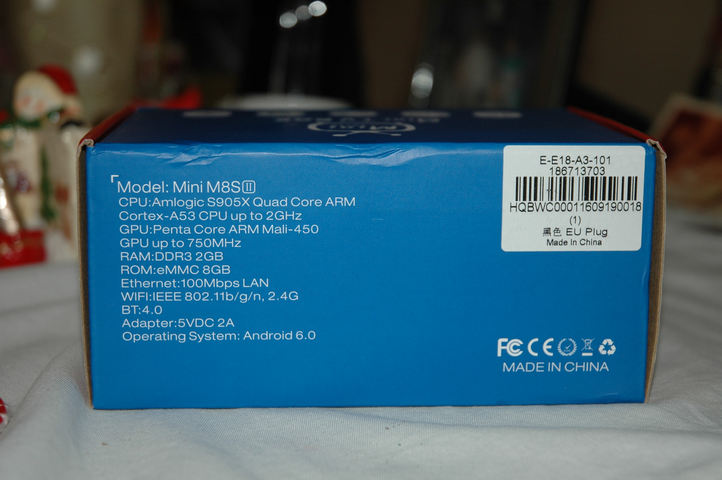 Model: Mini M8S II
CPU:Amlogic S905X Quad Core ARM
Cortex-A53 CPU up to 2GHz
GPU:Penta Core ARM Mali-450
GPU up to 750MHz
RAM:DDR3 2GB
ROM:eMMC 8GB
Ethernet:100Mbps LAN
WIFI:IEEE 802.11b/g/n, 2.4G
BT:4.0
Adapter:5VDC 2A
Operating System: Android 6.0
E-E18-A3-101
186713703
HQBWC00011609190018
(1)
黑色 EU Plug
Made In China
FC CE
MADE IN CHINA